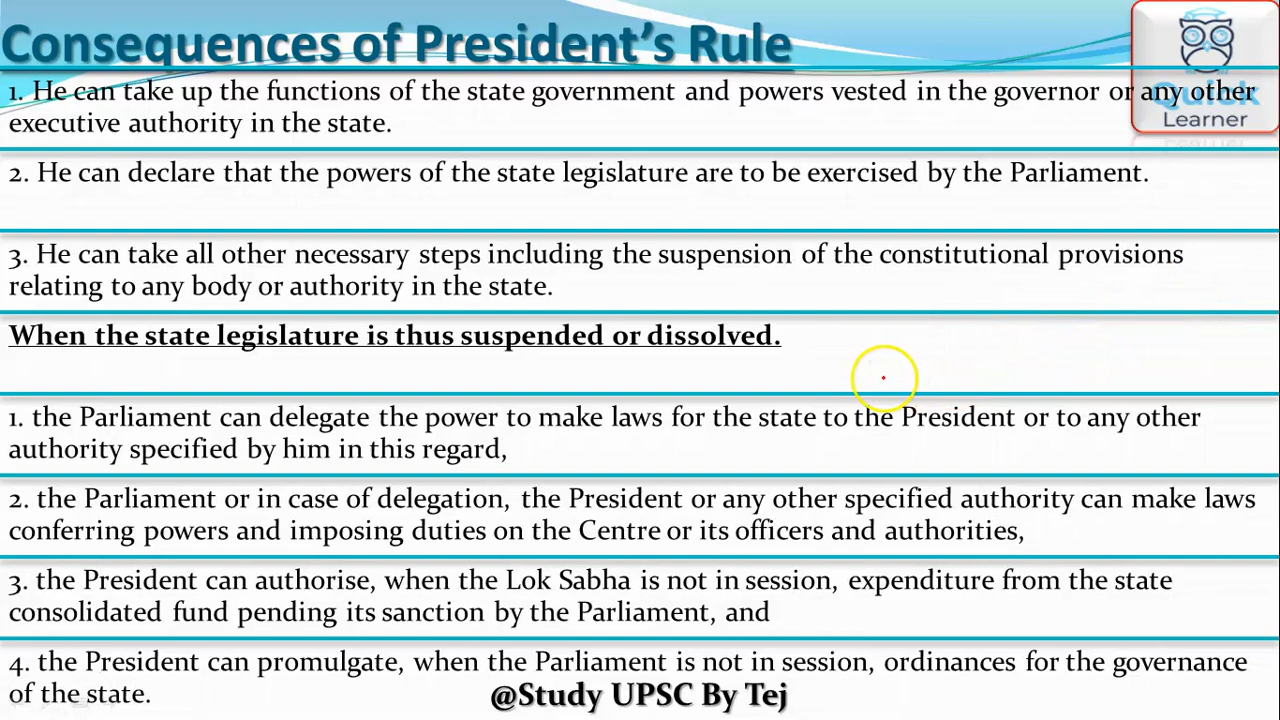 Consequences of President's Rule
1. He can take up the functions of the state government and powers vested in the governor or any other
executive authority in the state.
Quick
Learner
2. He can declare that the powers of the state legislature are to be exercised by the Parliament.
3. He can take all other necessary steps including the suspension of the constitutional provisions
relating to any body or authority in the state.
When the state legislature is thus suspended or dissolved.
1. the Parliament can delegate the power to make laws for the state to the President or to any other
authority specified by him in this regard,
2. the Parliament or in case of delegation, the President or any other specified authority can make laws
conferring powers and imposing duties on the Centre or its officers and authorities,
3. the President can authorise, when the Lok Sabha is not in session, expenditure from the state
consolidated fund pending its sanction by the Parliament, and
4. the President can promulgate, when the Parliament is not in session, ordinances for the governance
of the state.
@Study UPSC By Tej